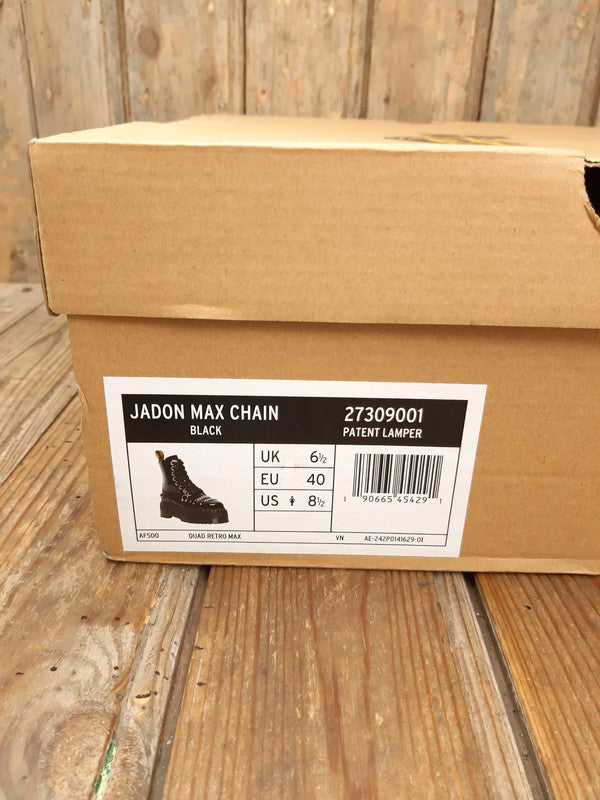 JADON MAX CHAIN 27309001
BLACK PATENT LAMPER
UK 6½
EU 40
US 8½
1 90665 45429 1
AF500 QUAD RETRO MAX VN AE-242P0141629-01